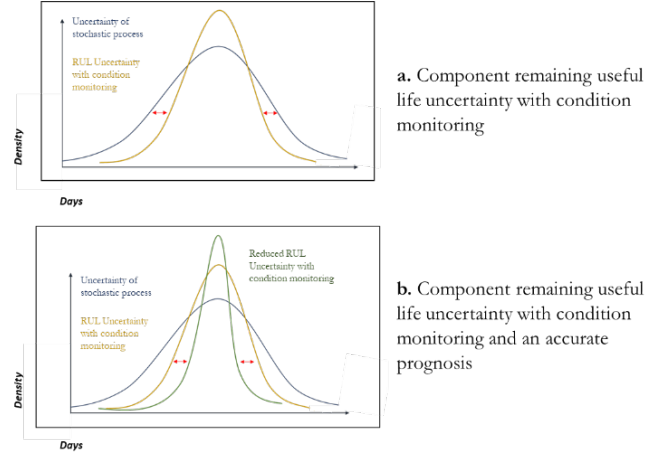 Uncertainty of
stochastic process
RUL Uncertainty
with condition
monitoring
Density
Days
a. Component remaining useful
life uncertainty with condition
monitoring
Reduced RUL
Uncertainty with
condition monitoring
Uncertainty of
stochastic process
RUL Uncertainty
with condition
monitoring
Density
Days
b. Component remaining useful
life uncertainty with condition
monitoring and an accurate
prognosis